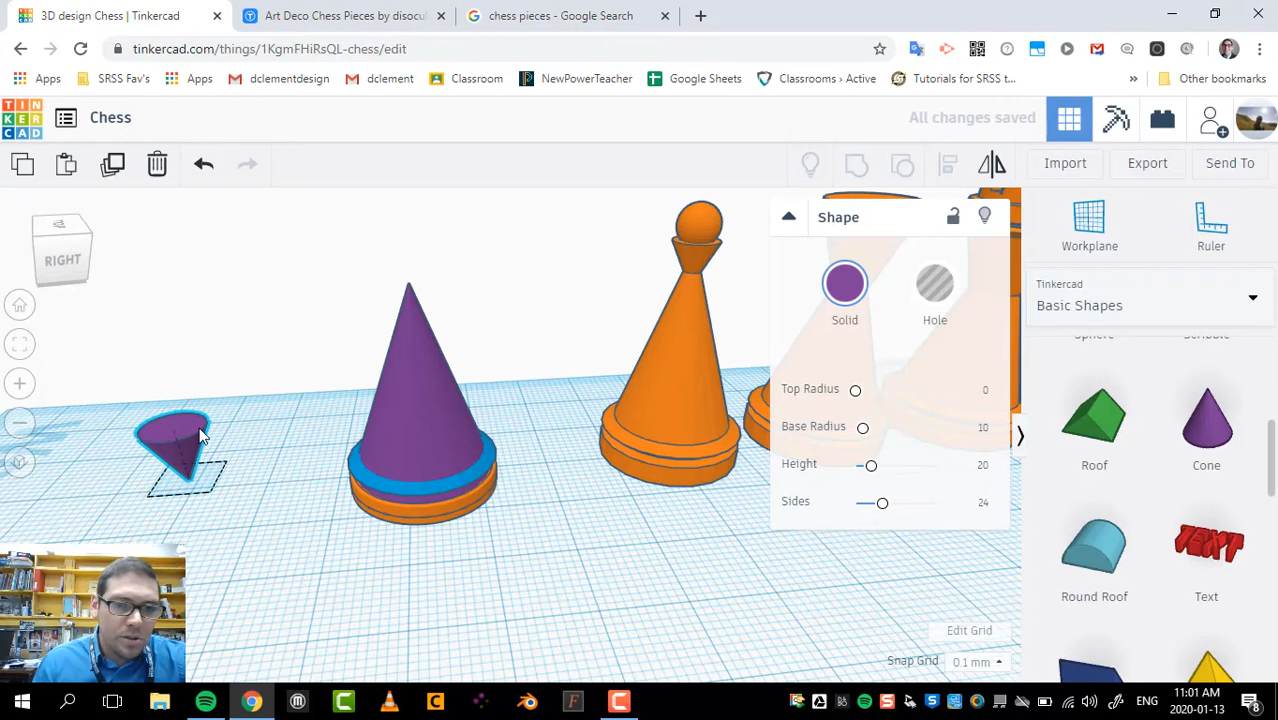 3D design Chess | Tinkercad
Art Deco Chess Pieces by disocu
chess pieces - Google Search
tinkercad.com/things/1KgmFHiRsQL-chess/edit
Apps
SRSS Fav's
Apps
dclementdesign
dclement
Classroom
NewPowerTeacher
Google Sheets
Classrooms › Active
Tutorials for SRSS t...
»
Other bookmarks
TIN
KER
CAD
Chess
All changes saved
Import
Export
Send To
RIGHT
Shape
Solid
Hole
Top Radius
0
Base Radius
10
Height
20
Sides
24
Workplane
Ruler
Tinkercad
Basic Shapes
Sphere
Scribble
Roof
Cone
Round Roof
Text
TEXT
Edit Grid
Snap Grid
0.1 mm
ENG
11:01 AM
2020-01-13
8